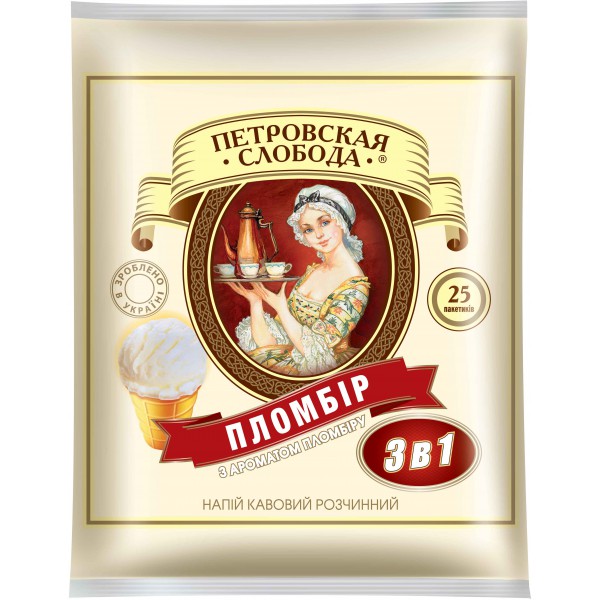 ПЕТРОВСКАЯ
• СЛОБОДА • ®
ЗРОБЛЕНО
В УКРАЇНІ
25
пакетиків
ПЛОМБІР
З АРОМАТОМ ПЛОМБІРУ
3в1
НАПІЙ КАВОВИЙ РОЗЧИННИЙ